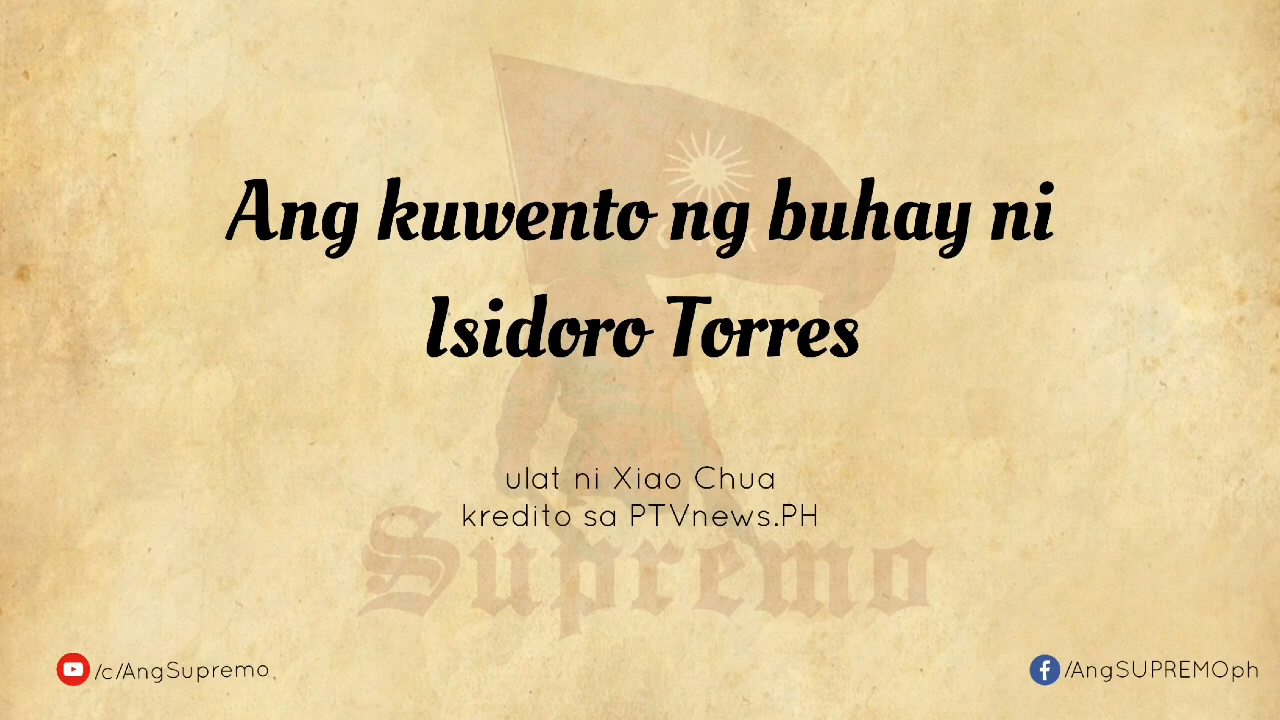 Ang kuwento ng buhay ni
Isidoro Torres
ulat ni Xiao Chua
kredito sa PTVnews.PH
Supremo
/c/AngSupremo
/AngSUPREMOph